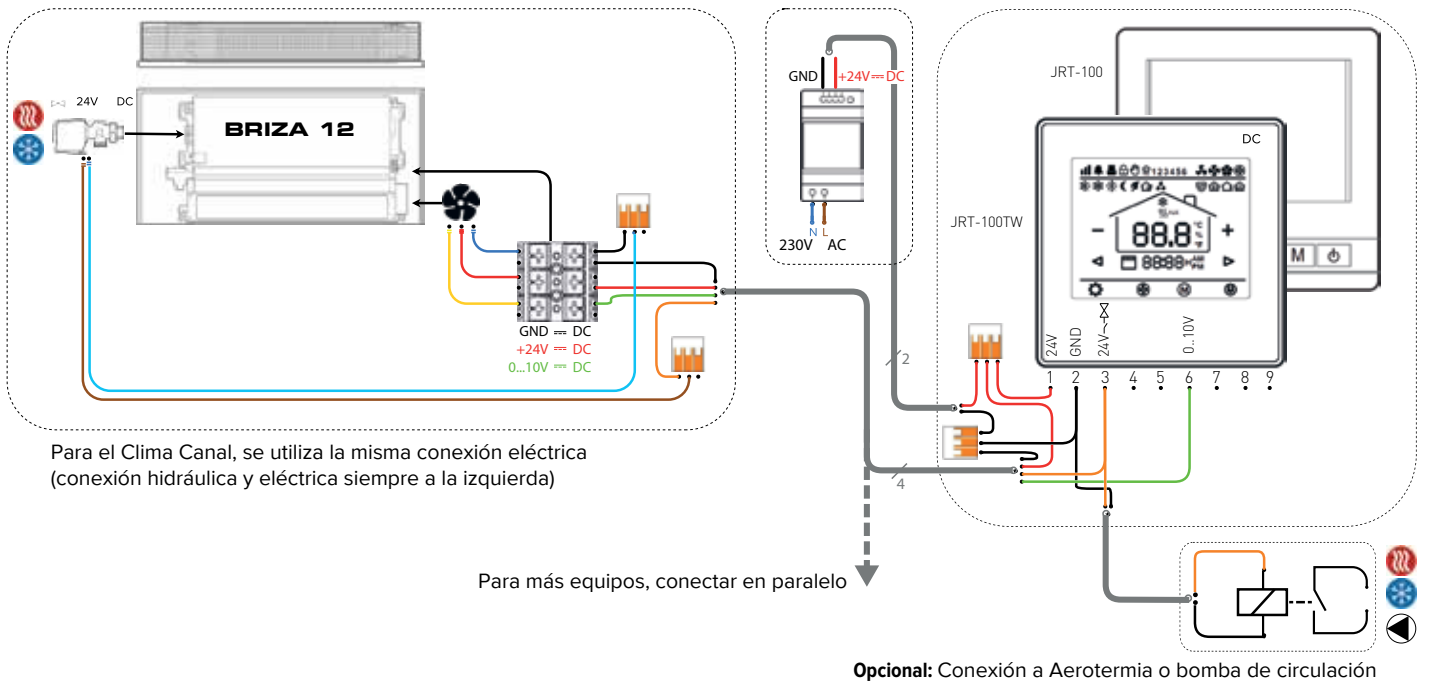 24V DC
BRIZA 12
GND ⎓ DC
+24V ⎓ DC
0...10V ⎓ DC
Para el Clima Canal, se utiliza la misma conexión eléctrica
(conexión hidráulica y eléctrica siempre a la izquierda)
GND +24V ⎓ DC
N L
230V AC
2
4
Para más equipos, conectar en paralelo
JRT-100
JRT-100TW
DC
123456
88.8
88:88
M
24V
GND
24V~
0..10V
1 2 3 4 5 6 7 8 9
Opcional: Conexión a Aerotermia o bomba de circulación